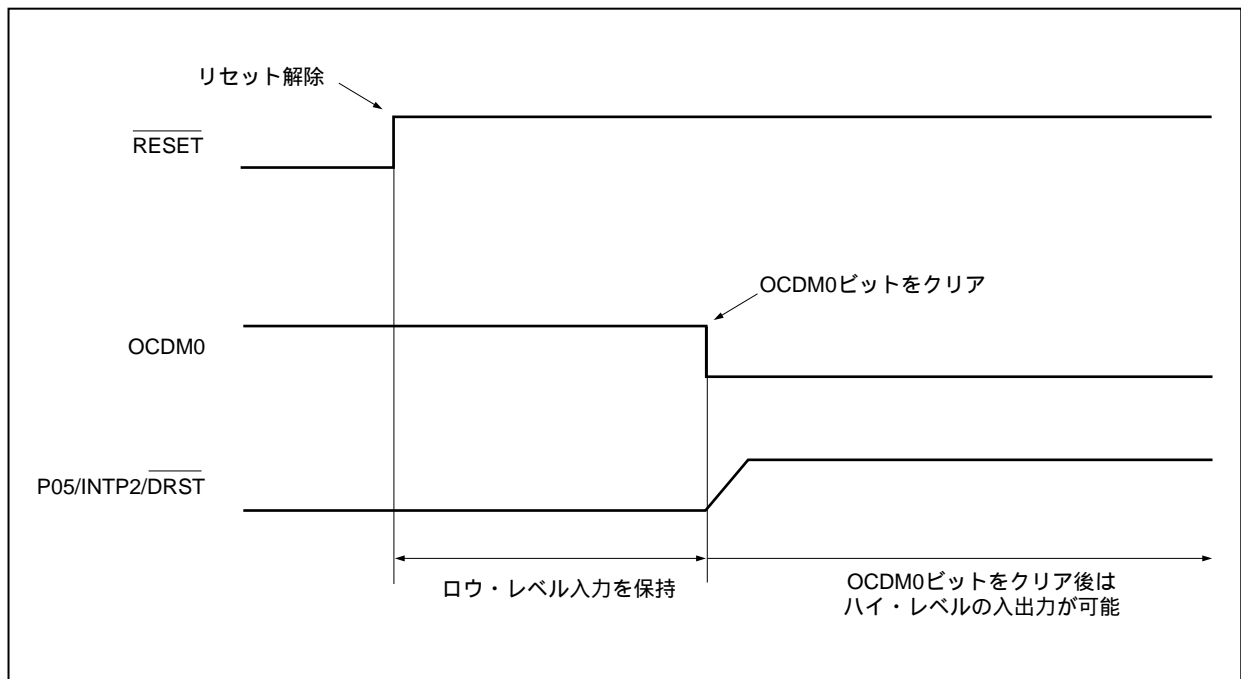 リセット解除
RESET
OCDM0ビットをクリア
OCDM0
P05/INTP2/DRST
ロウ・レベル入力を保持
OCDM0ビットをクリア後は
ハイ・レベルの入出力が可能